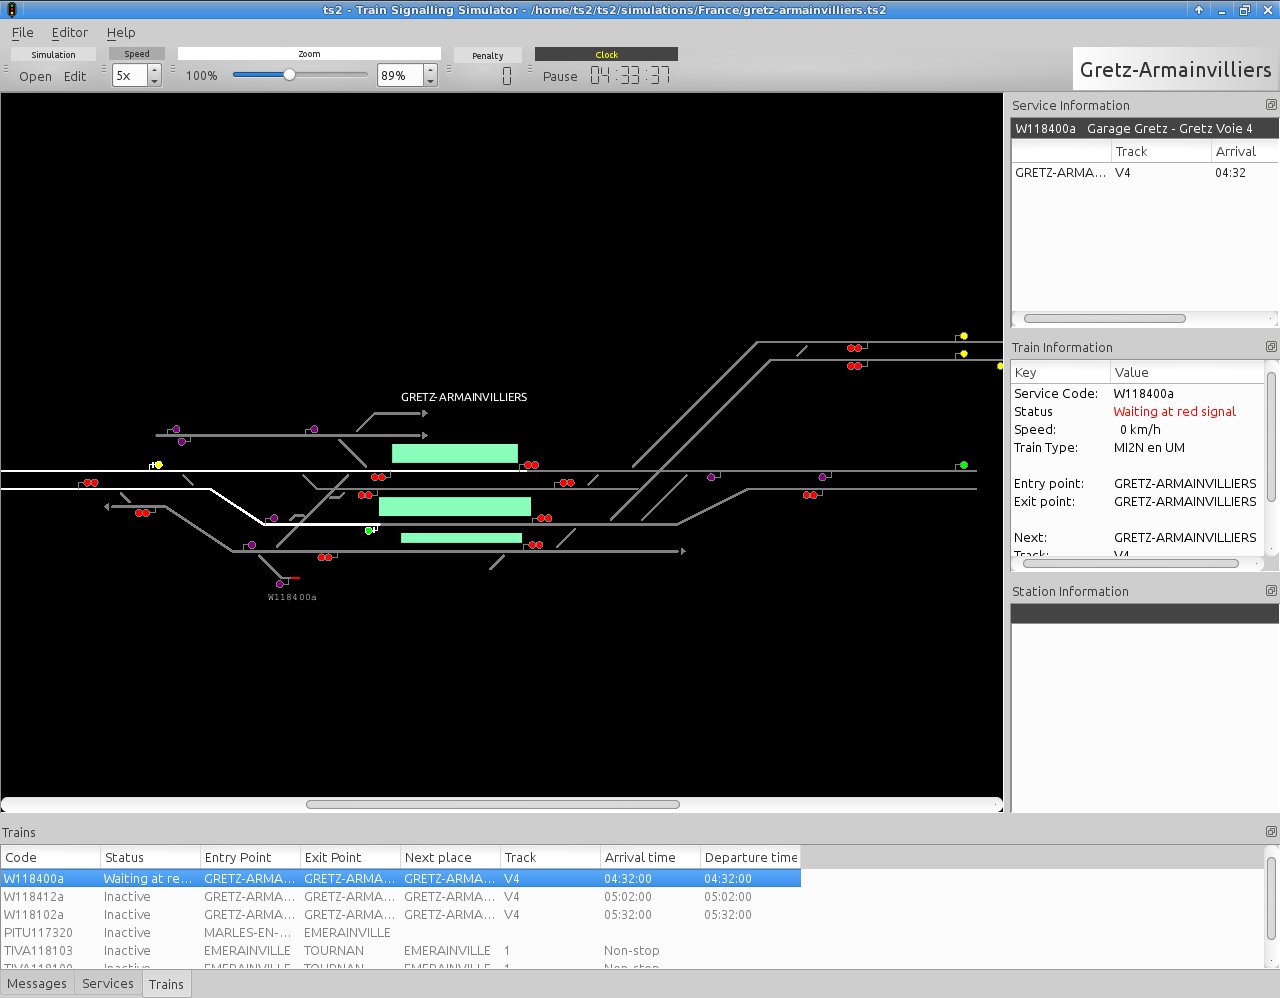 ts2 - Train Signalling Simulator - /home/ts2/ts2/simulations/France/gretz-armainvilliers.ts2
File Editor Help
Simulation Speed Zoom Penalty Clock
Open Edit 5x 100% 89% 0 Pause 04:33:37
Gretz-Armainvilliers
Service Information
W118400a Garage Gretz - Gretz Voie 4
Track Arrival
GRETZ-ARMA... V4 04:32
Train Information
Key Value
Service Code: W118400a
Status Waiting at red signal
Speed: 0 km/h
Train Type: MI2N en UM
Entry point: GRETZ-ARMAINVILLIERS
Exit point: GRETZ-ARMAINVILLIERS
Next: GRETZ-ARMAINVILLIERS
Track: V4
Station Information
GRETZ-ARMAINVILLIERS
W118400a
Trains
Code Status Entry Point Exit Point Next place Track Arrival time Departure time
W118400a Waiting at re... GRETZ-ARMA... GRETZ-ARMA... GRETZ-ARMA... V4 04:32:00 04:32:00
W118412a Inactive GRETZ-ARMA... GRETZ-ARMA... GRETZ-ARMA... V4 05:02:00 05:02:00
W118102a Inactive GRETZ-ARMA... GRETZ-ARMA... GRETZ-ARMA... V4 05:32:00 05:32:00
PITU117320 Inactive MARLES-EN-... EMERAINVILLE
TIVA118103 Inactive EMERAINVILLE TOURNAN EMERAINVILLE 1 Non-stop
Inactive EMERAINVILLE TOURNAN EMERAINVILLE 1 Non-stop
Messages Services Trains